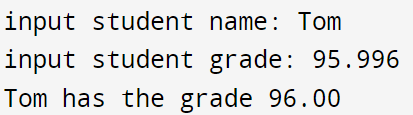 input student name: Tom
input student grade: 95.996
Tom has the grade 96.00